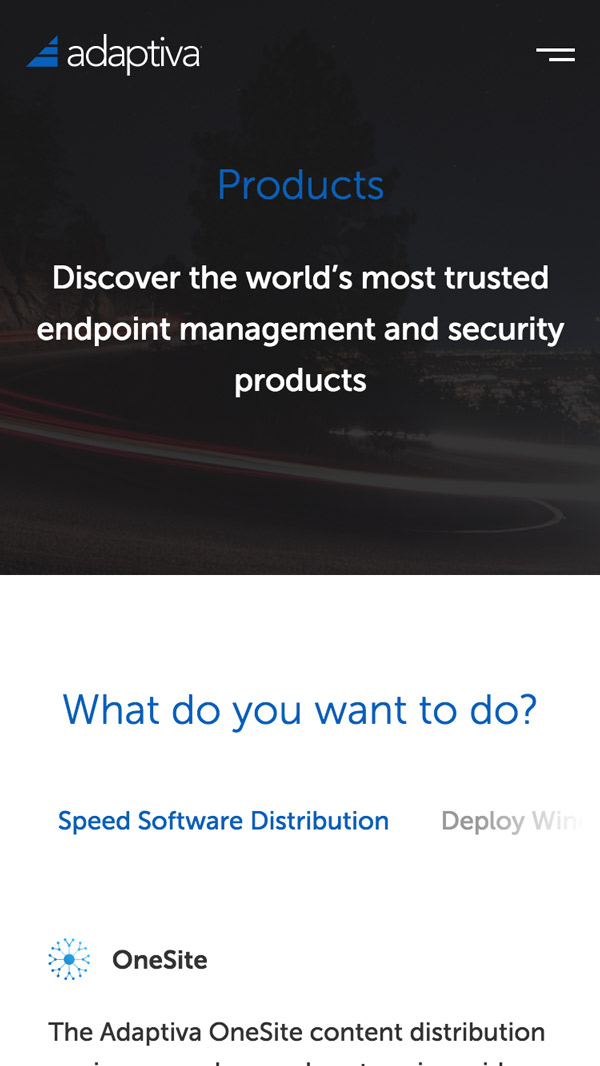 adaptiva
Products
Discover the world's most trusted
endpoint management and security
products
What do you want to do?
Speed Software Distribution
Deploy
OneSite
The Adaptiva OneSite content distribution